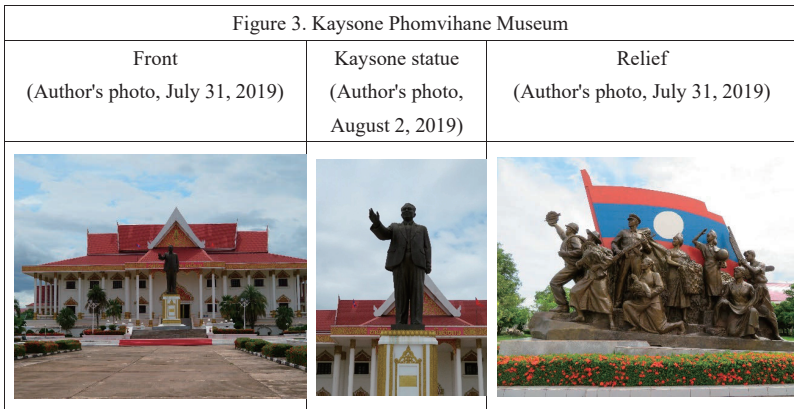 Figure 3. Kaysone Phomvihane Museum
Front
(Author's photo, July 31, 2019)
Kaysone statue
(Author's photo,
August 2, 2019)
Relief
(Author's photo, July 31, 2019)